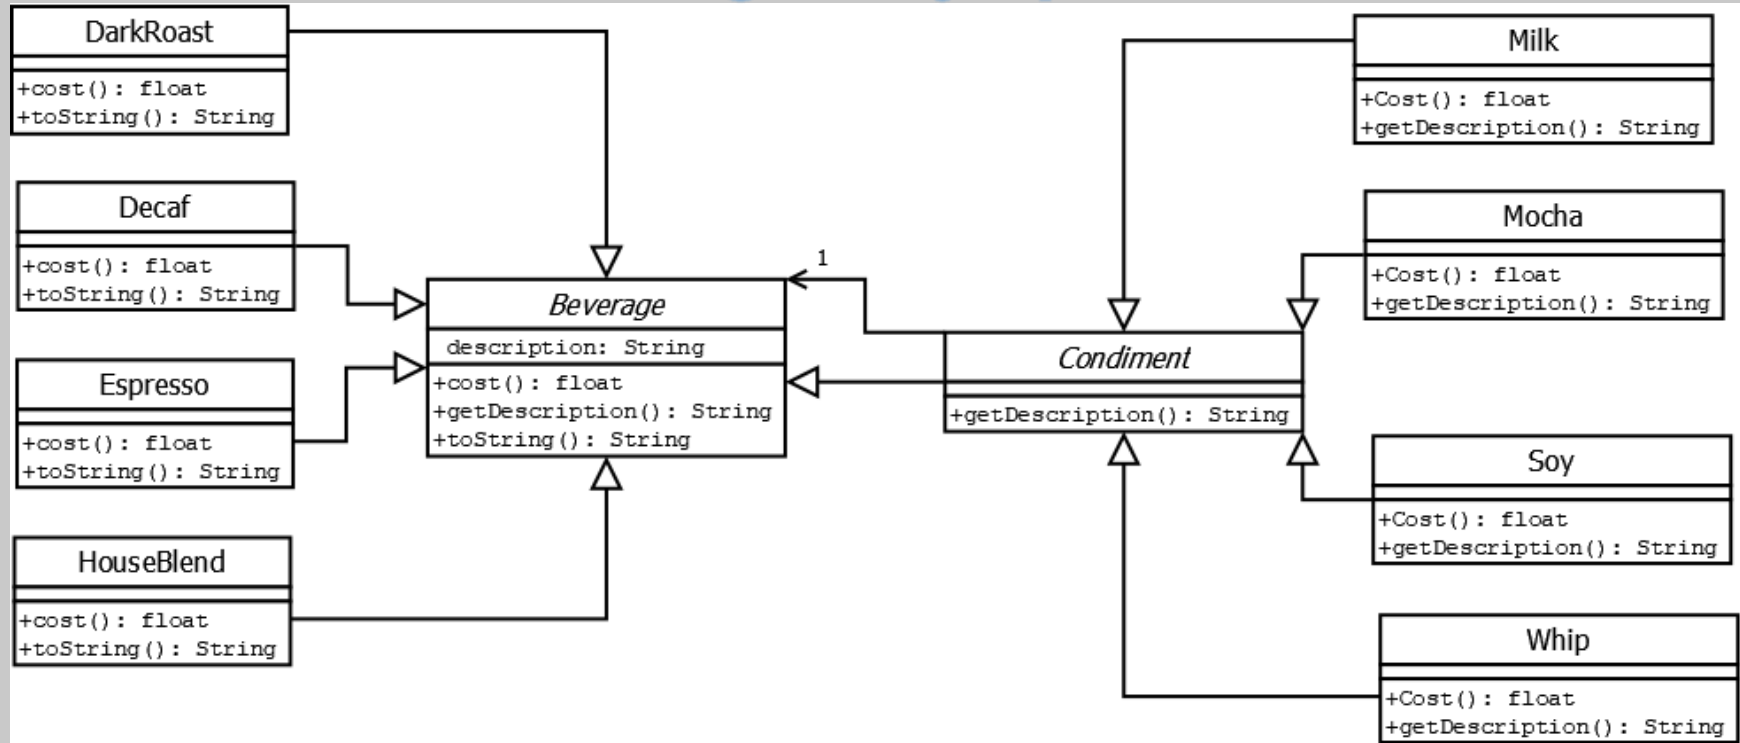 DarkRoast
+cost(): float
+toString(): String
Decaf
+cost(): float
+toString(): String
Espresso
+cost(): float
+toString(): String
HouseBlend
+cost(): float
+toString(): String
Beverage
description: String
+cost(): float
+getDescription(): String
+toString(): String
1
Condiment
+getDescription(): String
Milk
+Cost(): float
+getDescription(): String
Mocha
+Cost(): float
+getDescription(): String
Soy
+Cost(): float
+getDescription(): String
Whip
+Cost(): float
+getDescription(): String